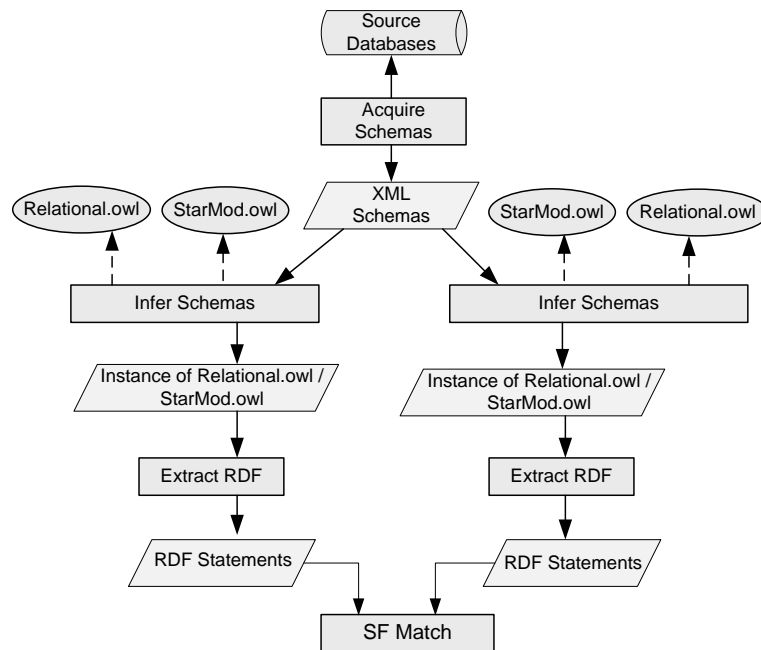 Source
Databases
Acquire
Schemas
XML
Schemas
Relational.owl
StarMod.owl
StarMod.owl
Relational.owl
Infer Schemas
Infer Schemas
Instance of Relational.owl /
StarMod.owl
Instance of Relational.owl /
StarMod.owl
Extract RDF
Extract RDF
RDF Statements
RDF Statements
SF Match